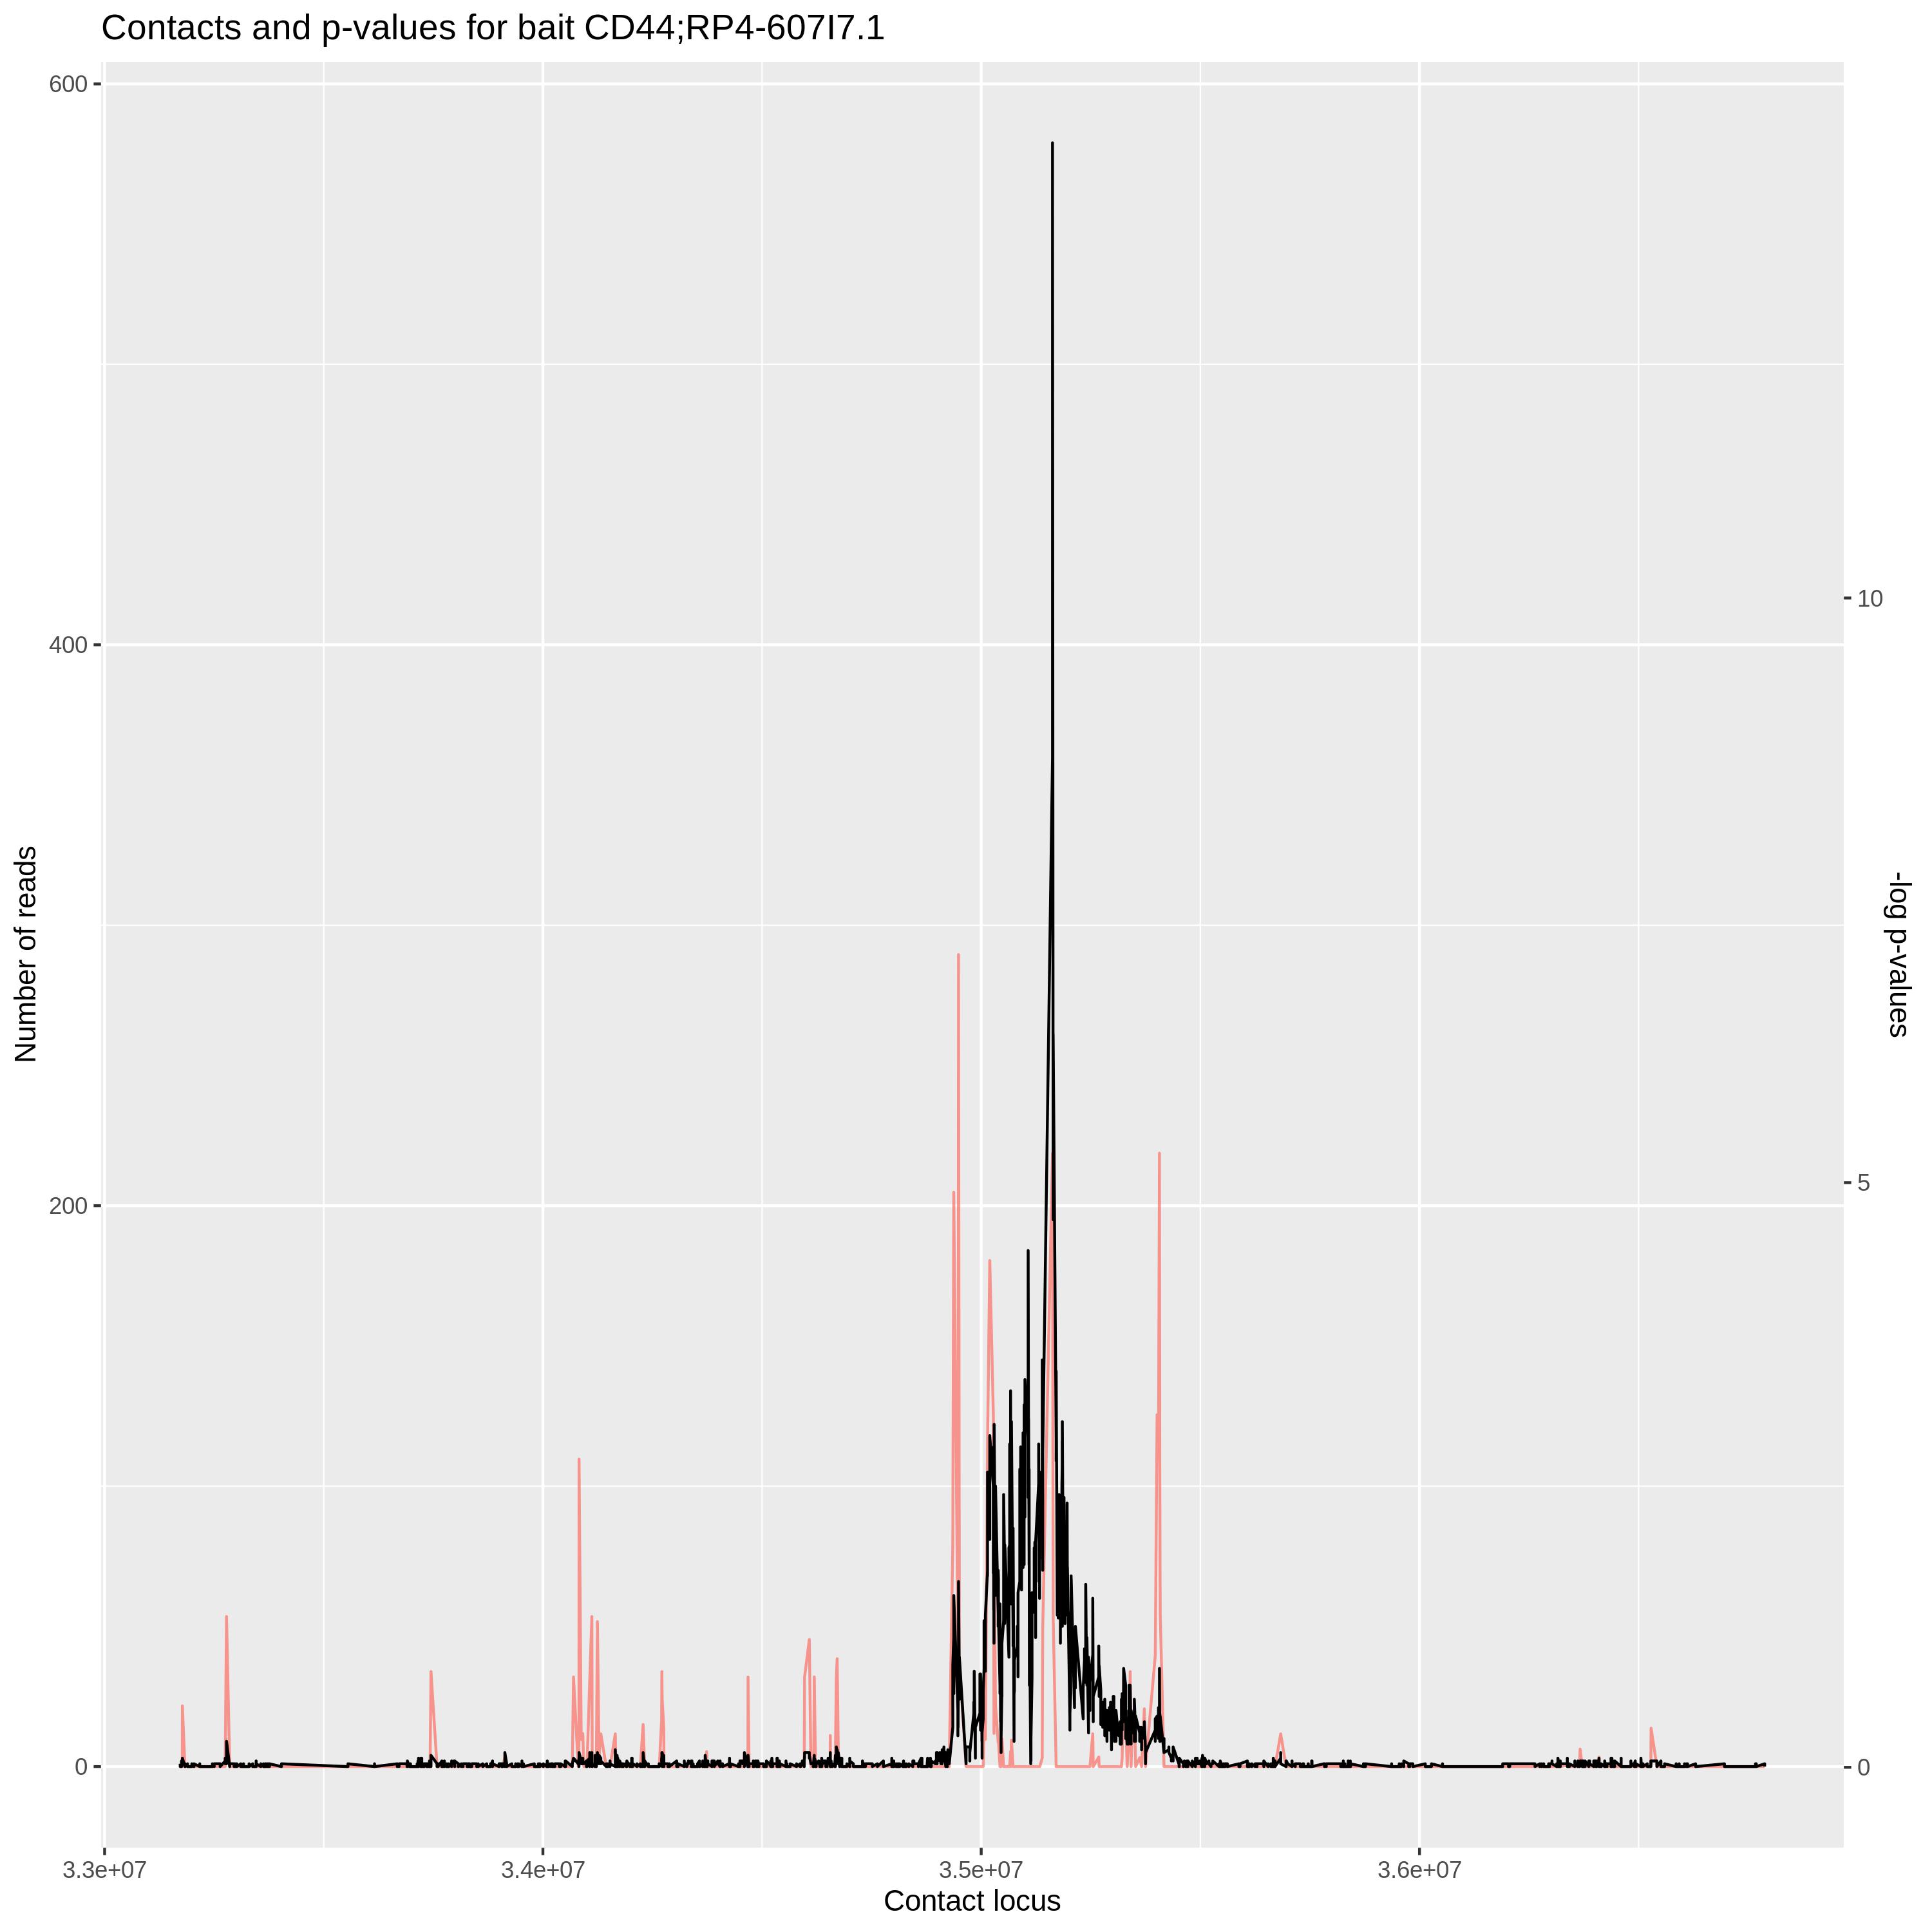 Contacts and p-values for bait CD44;RP4-607I7.1
600
400
200
0
Number of reads
10
5
0
-log p-values
3.3e+07
3.4e+07
3.5e+07
3.6e+07
Contact locus